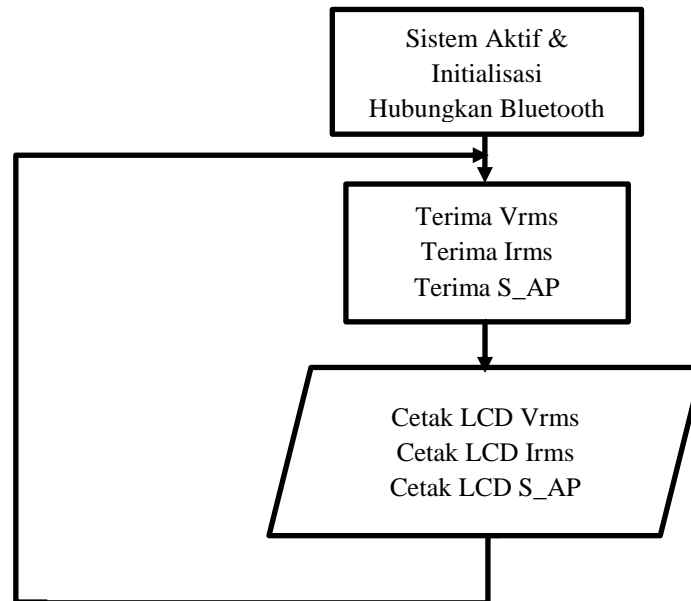 Sistem Aktif &
Initialisasi
Hubungkan Bluetooth
Terima Vrms
Terima Irms
Terima S_AP
Cetak LCD Vrms
Cetak LCD Irms
Cetak LCD S_AP